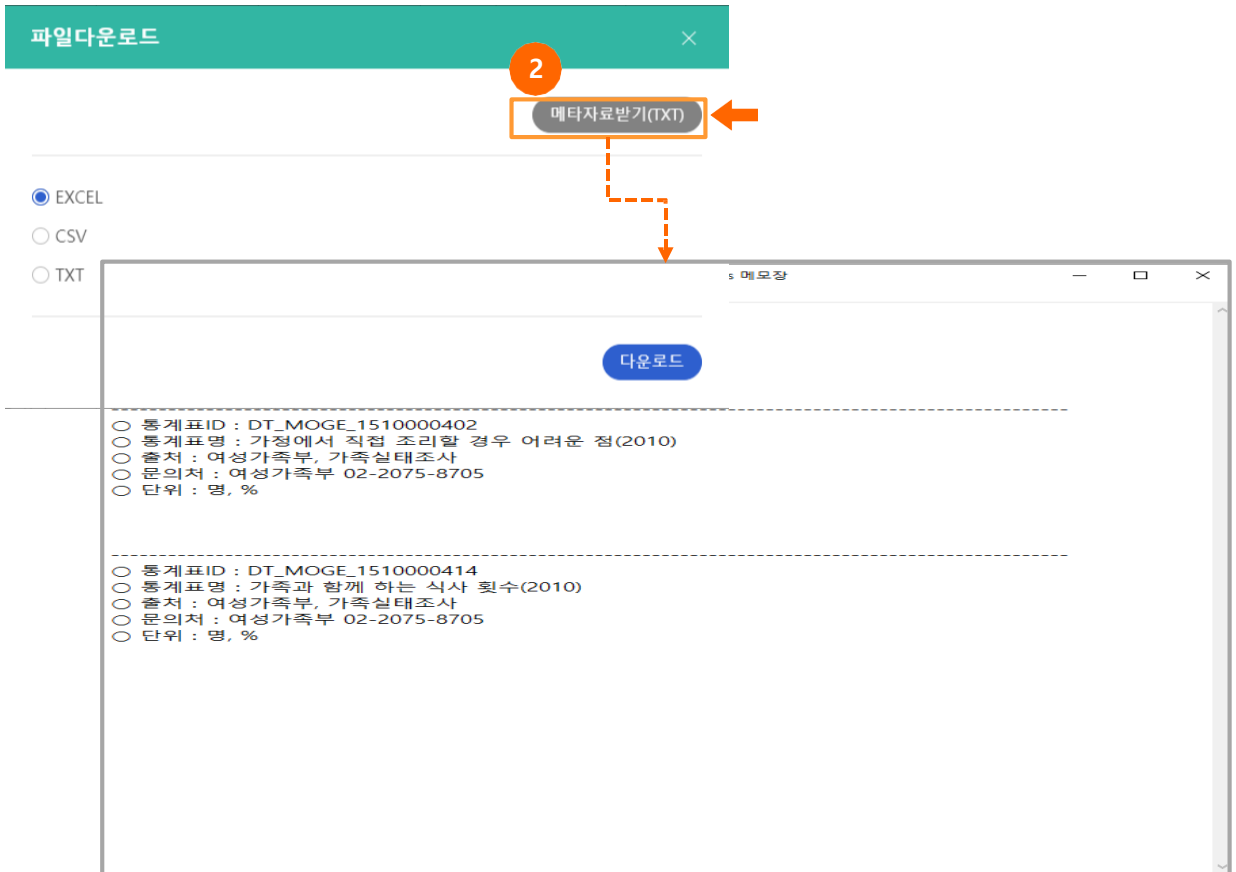 파일다운로드
2
메타자료받기(TXT)
EXCEL
CSV
TXT
s 메모장
다운로드
○ 통계표ID : DT_MOGE_1510000402
○ 통계표명 : 가정에서 직접 조리할 경우 어려운 점(2010)
○ 출처 : 여성가족부, 가족실태조사
○ 문의처 : 여성가족부 02-2075-8705
○ 단위 : 명, %
○ 통계표ID : DT_MOGE_1510000414
○ 통계표명 : 가족과 함께 하는 식사 횟수(2010)
○ 출처 : 여성가족부, 가족실태조사
○ 문의처 : 여성가족부 02-2075-8705
○ 단위 : 명, %